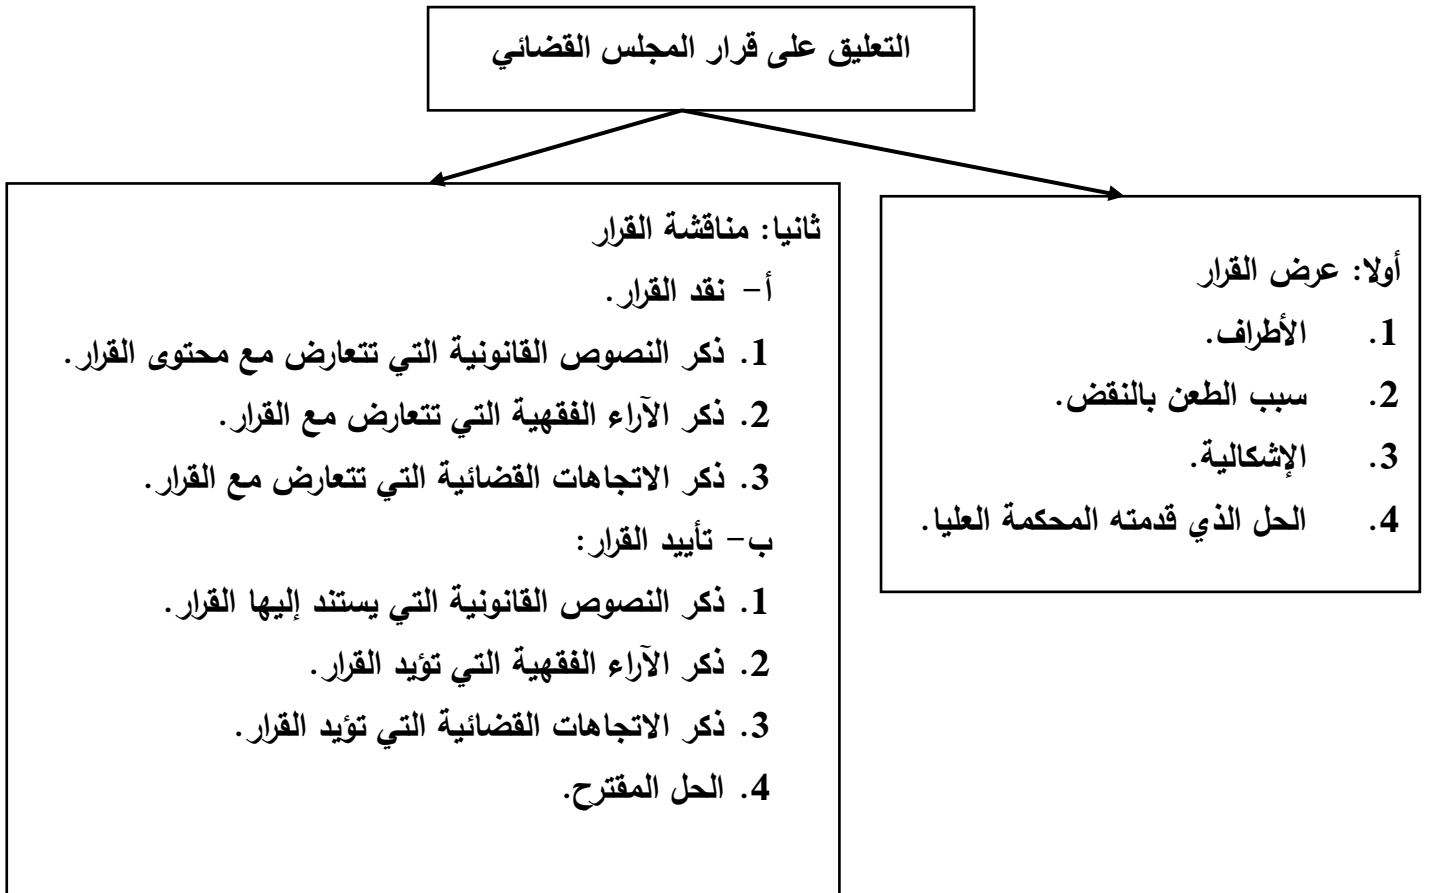 التعليق على قرار المجلس القضائي
أولا: عرض القرار
1. الأطراف.
2. سبب الطعن بالنقض.
3. الإشكالية.
4. الحل الذي قدمته المحكمة العليا.
ثانيا: مناقشة القرار
أ- نقد القرار.
1. ذكر النصوص القانونية التي تتعارض مع محتوى القرار.
2. ذكر الآراء الفقهية التي تتعارض مع القرار.
3. ذكر الاتجاهات القضائية التي تتعارض مع القرار.
ب- تأييد القرار:
1. ذكر النصوص القانونية التي يستند إليها القرار.
2. ذكر الآراء الفقهية التي تؤيد القرار.
3. ذكر الاتجاهات القضائية التي تؤيد القرار.
4. الحل المقترح.